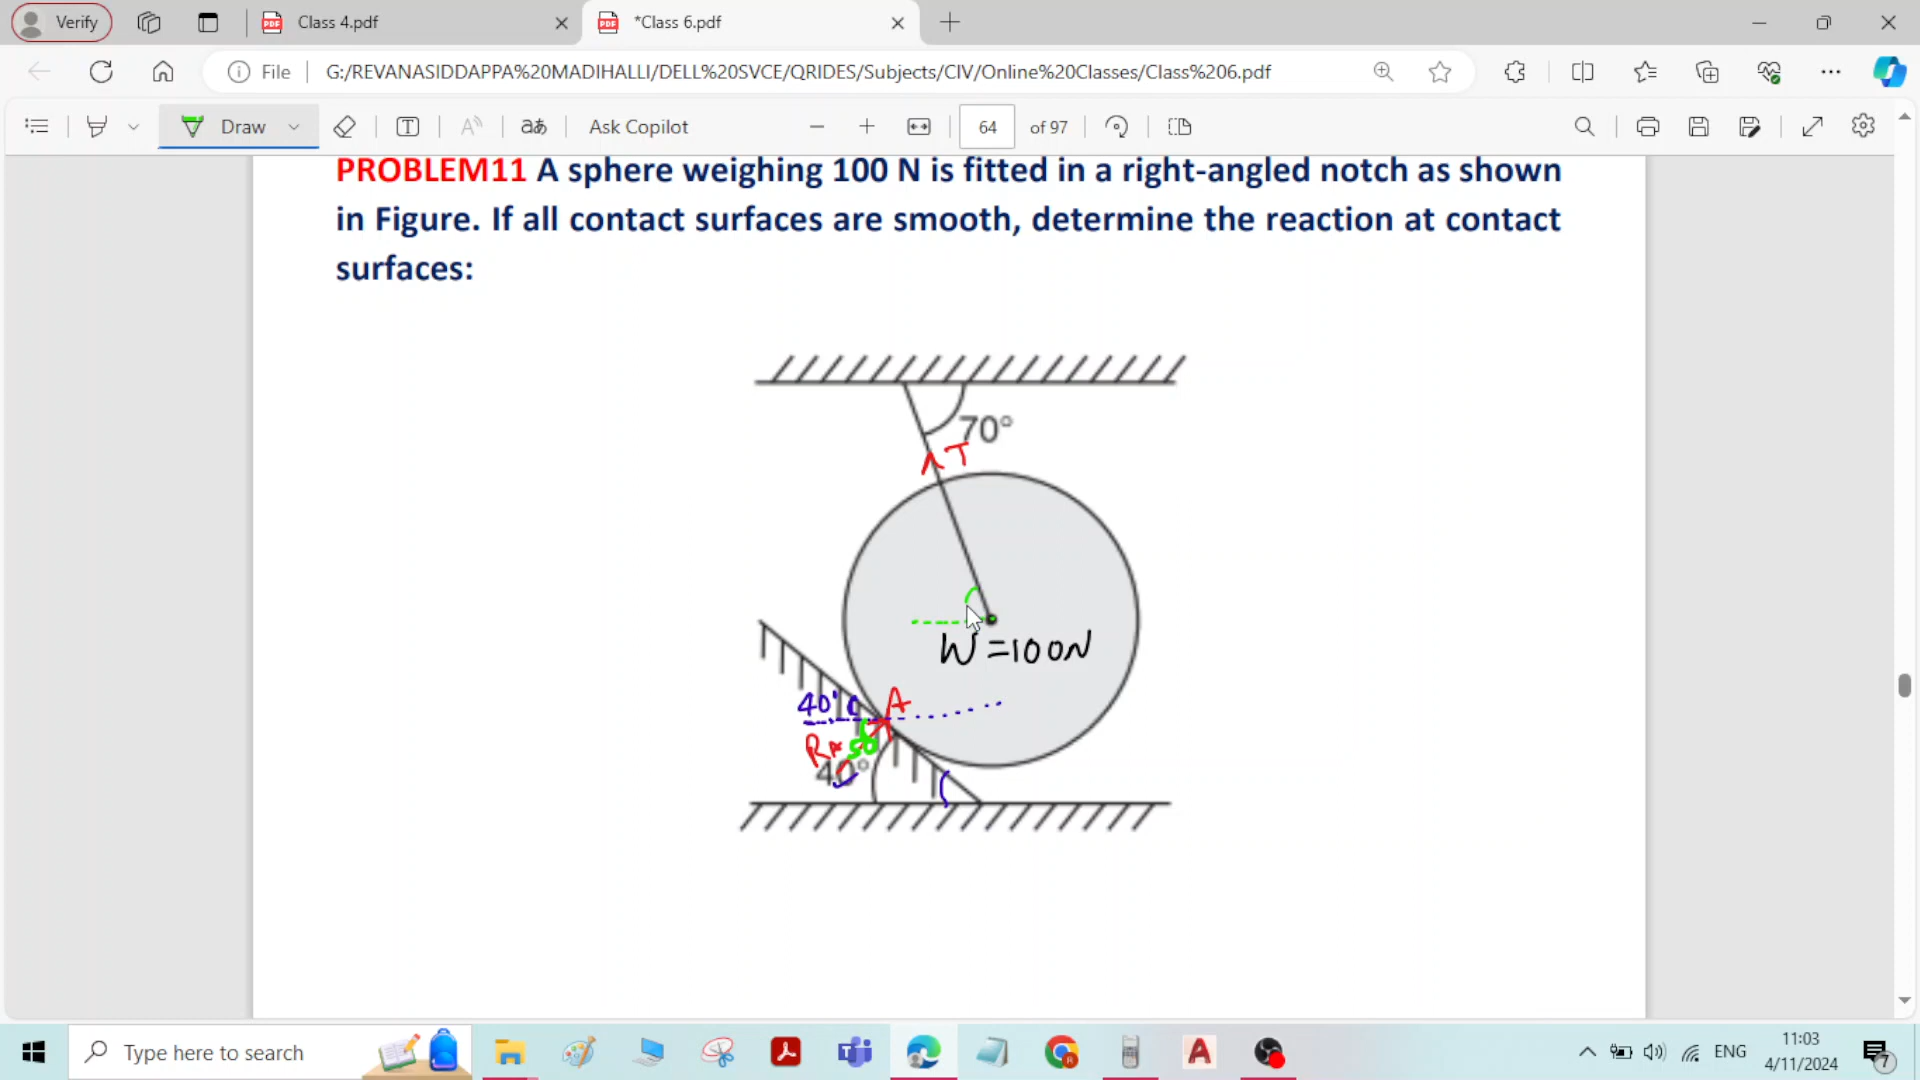 Verify
Class 4.pdf
*Class 6.pdf
File
G:/REVANASIDDAPPA%20MADIHALLI/DELL%20SVCE/QRIDES/Subjects/CIV/Online%20Classes/Class%206.pdf
Draw
Ask Copilot
64
of 97
PROBLEM11 A sphere weighing 100 N is fitted in a right-angled notch as shown
in Figure. If all contact surfaces are smooth, determine the reaction at contact
surfaces:
70°
T
W=100N
40°
A
RA
50
40°
Type here to search
ENG
11:03
4/11/2024
7